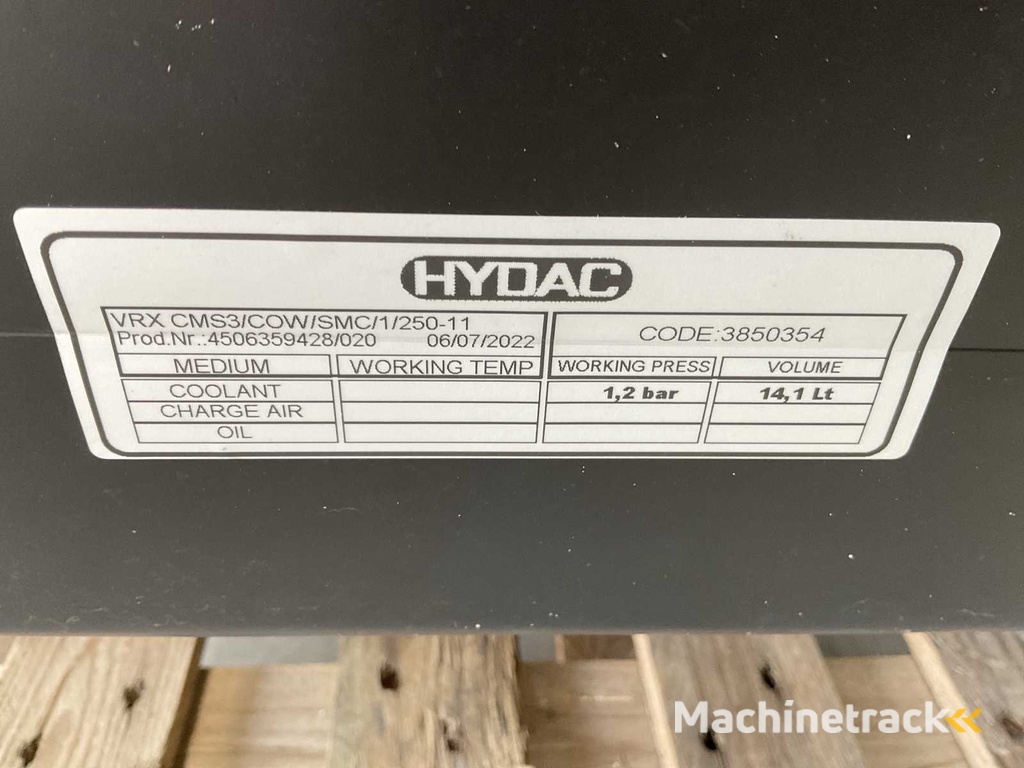 HYDAC
VRX CMS3/COW/SMC/1/250-11
Prod.Nr.:4506359428/020 06/07/2022
CODE:3850354
MEDIUM WORKING TEMP WORKING PRESS VOLUME
COOLANT 1,2 bar 14,1 Lt
CHARGE AIR
OIL
Machinetrack